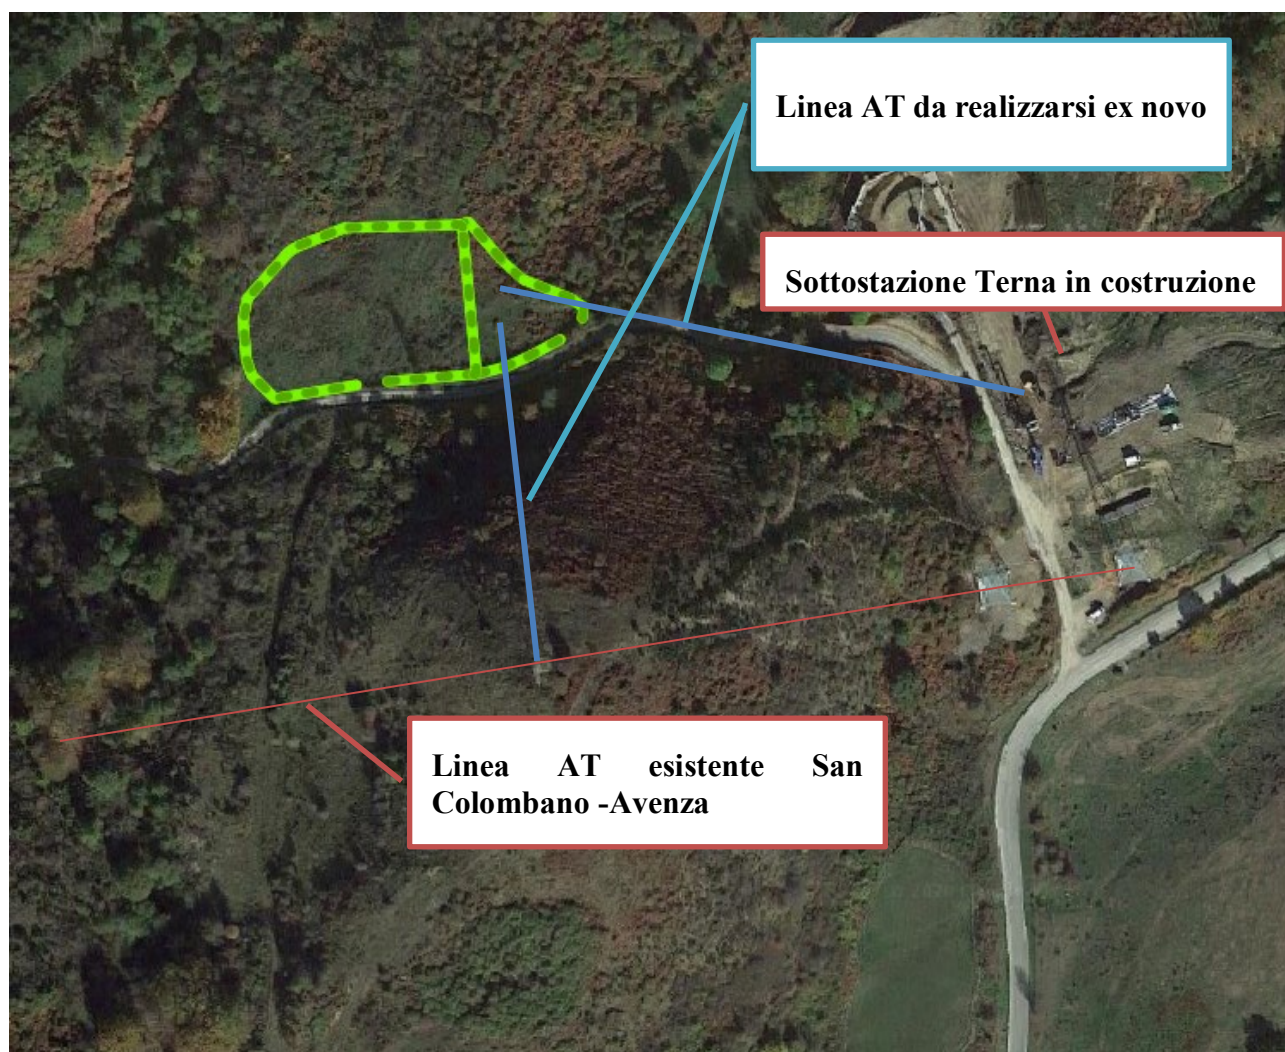 Linea AT da realizzarsi ex novo
Sottostazione Terna in costruzione
Linea AT esistente San
Colombano -Avenza